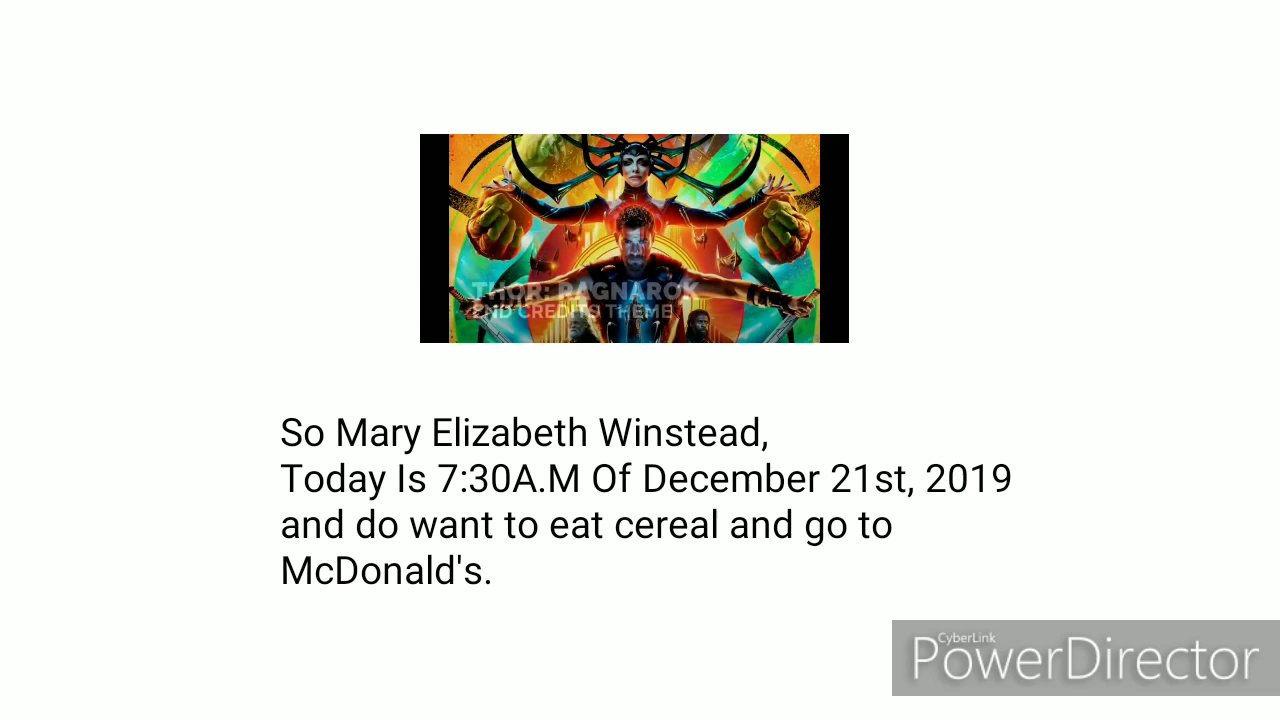 THOR: RAGNAROK
END CREDITS THEME
So Mary Elizabeth Winstead,
Today Is 7:30A.M Of December 21st, 2019
and do want to eat cereal and go to
McDonald's.
CyberLink
PowerDirector